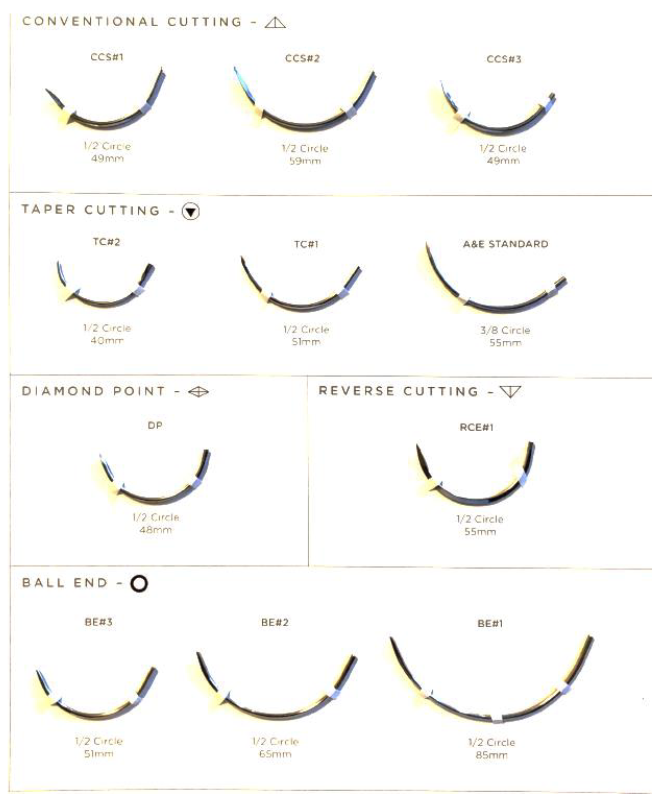 CONVENTIONAL CUTTING -
CCS#1
CCS#2
CCS#3
1/2 Circle
49mm
1/2 Circle
59mm
1/2 Circle
49mm
TAPER CUTTING -
TC#2
TC#1
A&E STANDARD
1/2 Circle
40mm
1/2 Circle
51mm
3/8 Circle
55mm
DIAMOND POINT -
REVERSE CUTTING -
DP
RCE#1
1/2 Circle
48mm
1/2 Circle
55mm
BALL END -
BE#3
BE#2
BE#1
1/2 Circle
51mm
1/2 Circle
65mm
1/2 Circle
85mm